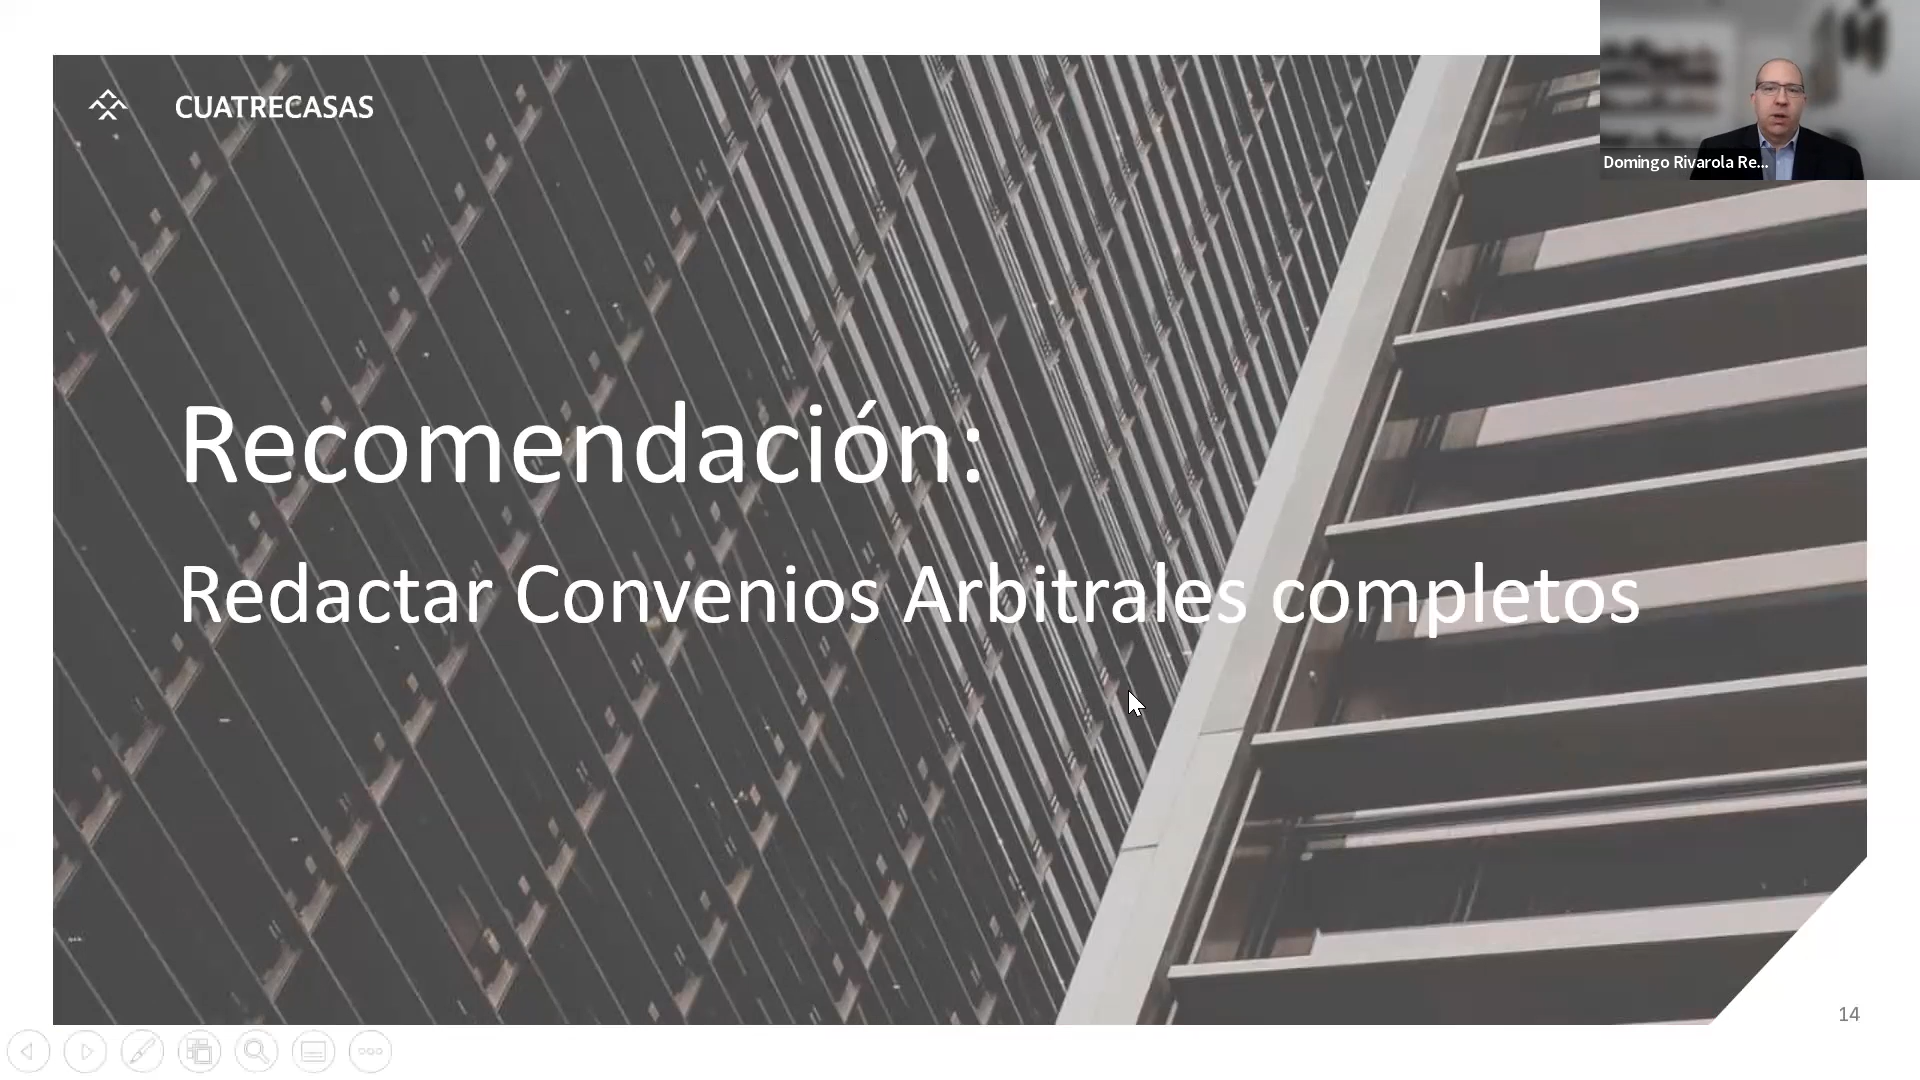 CUATRECASAS
Domingo Rivarola Re...
Recomendación:
Redactar Convenios Arbitrales completos
14